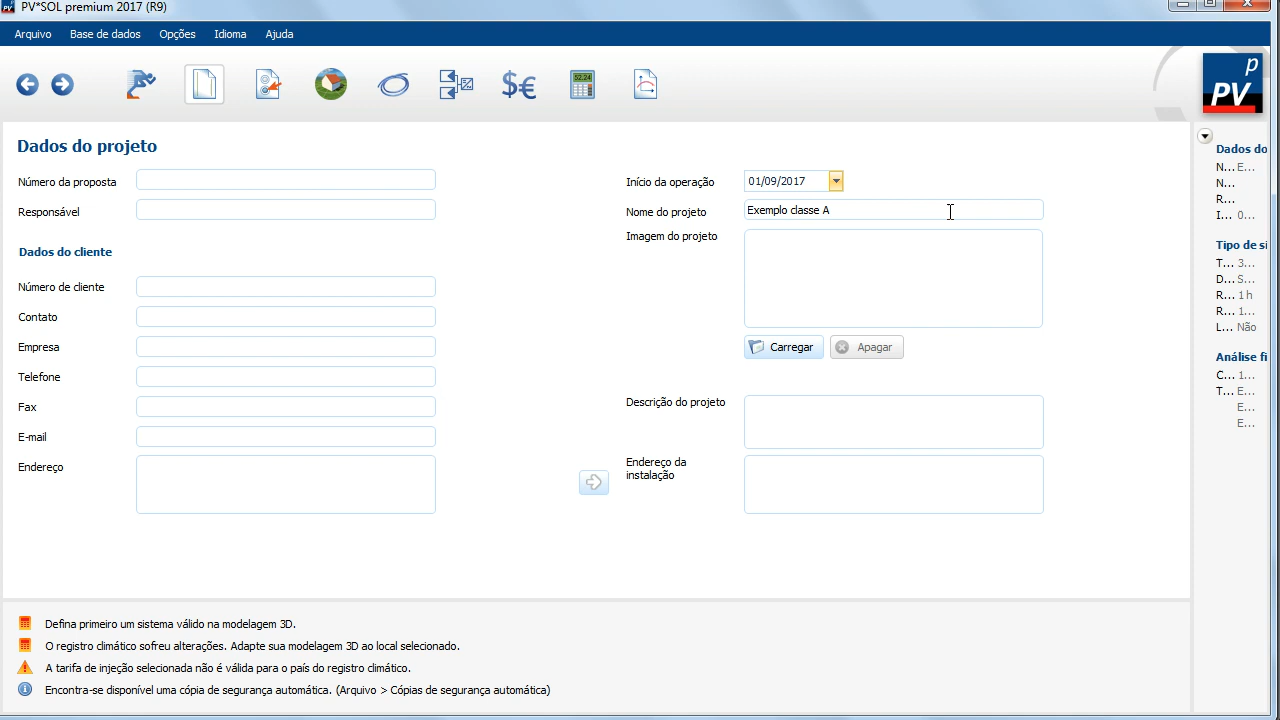 PV*SOL premium 2017 (R9)
Arquivo Base de dados Opções Idioma Ajuda
52,24
$€
p
PV
Dados do projeto
Número da proposta
Responsável
Dados do cliente
Número de cliente
Contato
Empresa
Telefone
Fax
E-mail
Endereço
Início da operação 01/09/2017
Nome do projeto Exemplo classe A
Imagem do projeto
Carregar Apagar
Descrição do projeto
Endereço da
instalação
Dados do
N... E...
N...
R...
I... 0...
Tipo de si
T... 3...
D... S...
R... 1 h
R... 1...
L... Não
Análise fi
C... 1...
T... E...
E...
E...
Defina primeiro um sistema válido na modelagem 3D.
O registro climático sofreu alterações. Adapte sua modelagem 3D ao local selecionado.
A tarifa de injeção selecionada não é válida para o país do registro climático.
Encontra-se disponível uma cópia de segurança automática. (Arquivo > Cópias de segurança automática)